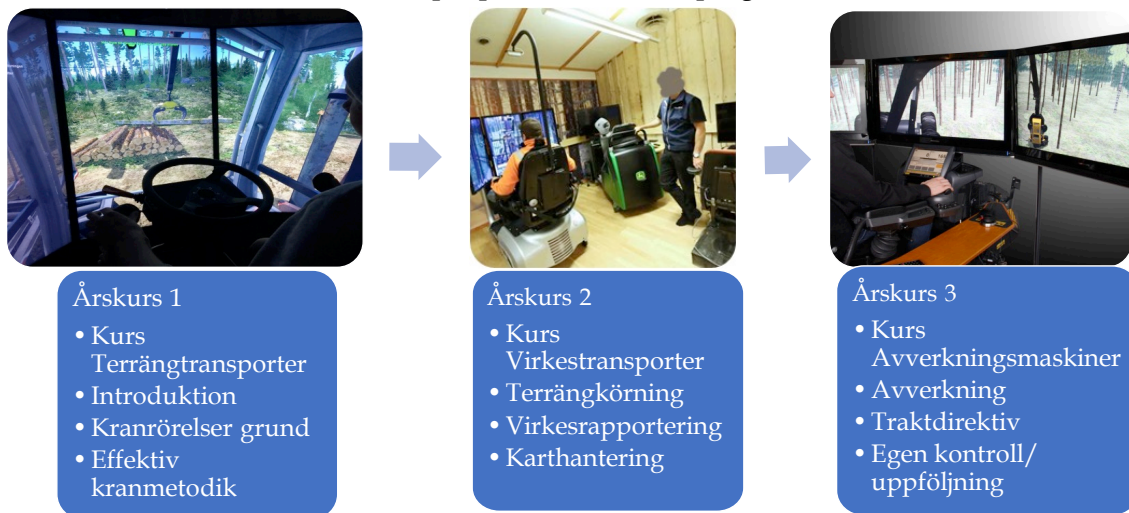 Årskurs 1
• Kurs
Terrängtransporter
• Introduktion
• Kranrörelser grund
• Effektiv
kranmetodik
Årskurs 2
• Kurs
Virkestransporter
• Terrängkörning
• Virkesrapportering
• Karthantering
Årskurs 3
• Kurs
Avverkningsmaskiner
• Avverkning
• Traktdirektiv
• Egen kontroll/
uppföljning